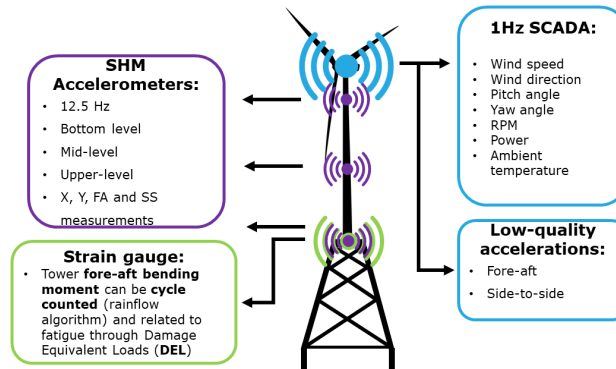 SHM
Accelerometers:
• 12.5 Hz
• Bottom level
• Mid-level
• Upper-level
• X, Y, FA and SS
measurements
Strain gauge:
• Tower fore-aft bending
moment can be cycle
counted (rainflow
algorithm) and related to
fatigue through Damage
Equivalent Loads (DEL)
1Hz SCADA:
• Wind speed
• Wind direction
• Pitch angle
• Yaw angle
• RPM
• Power
• Ambient
temperature
Low-quality
accelerations:
• Fore-aft
• Side-to-side